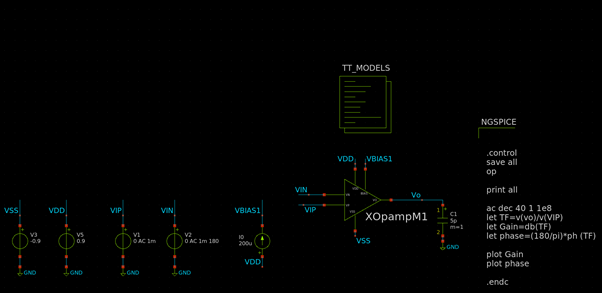 TT_MODELS
NGSPICE
.control
save all
op
print all
ac dec 40 1 1e8
let TF=v(vo)/v(VIP)
let Gain=db(TF)
let phase=(180/pi)*ph (TF)
plot Gain
plot phase
.endc
VDD
VBIAS1
VIN
VIP
Vo
XOpampM1
VSS
C1
5p
m=1
1
2
GND
VSS
V3
-0.9
GND
VDD
V5
0.9
GND
VIP
V1
0 AC 1m
GND
VIN
V2
0 AC 1m 180
GND
VBIAS1
I0
200u
VDD